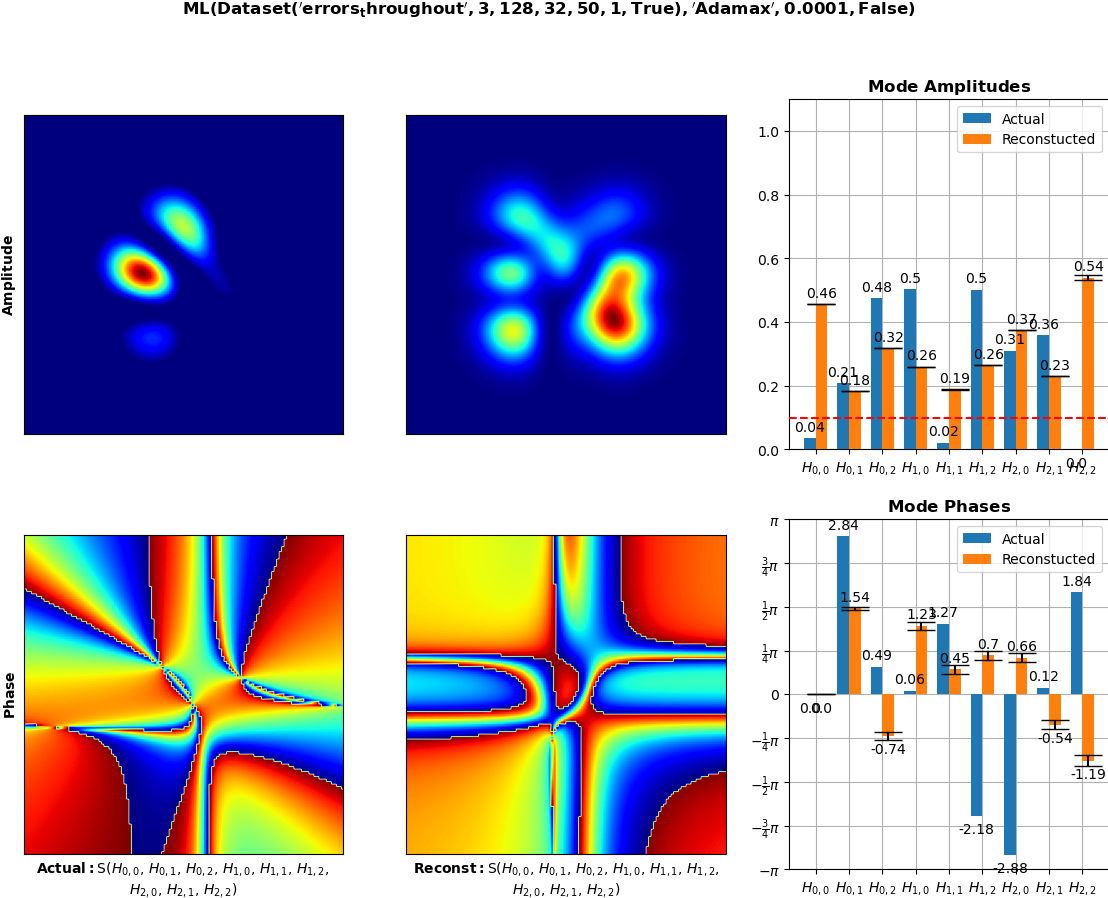 ML(Dataset('errors_throughout', 3, 128, 32, 50, 1, True), 'Adamax', 0.0001, False)
Amplitude
Mode Amplitudes
Actual
Reconstucted
1.0
0.8
0.6
0.4
0.2
0.0
0.04
0.46
0.21
0.18
0.48
0.32
0.5
0.26
0.02
0.19
0.5
0.26
0.31
0.37
0.36
0.23
0.0
0.54
H0,0 H0,1 H0,2 H1,0 H1,1 H1,2 H2,0 H2,1 H2,2
Phase
Actual: S(H0,0, H0,1, H0,2, H1,0, H1,1, H1,2,
H2,0, H2,1, H2,2)
Reconst: S(H0,0, H0,1, H0,2, H1,0, H1,1, H1,2,
H2,0, H2,1, H2,2)
Mode Phases
Actual
Reconstucted
π
3/4π
1/2π
1/4π
0
−1/4π
−1/2π
−3/4π
−π
0.0
0.0
2.84
1.54
0.49
-0.74
0.06
1.23
1.27
0.45
-2.18
0.7
-2.88
0.66
0.12
-0.54
1.84
-1.19
H0,0 H0,1 H0,2 H1,0 H1,1 H1,2 H2,0 H2,1 H2,2